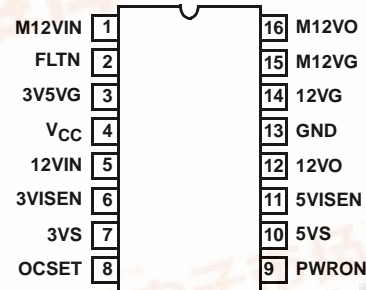 M12VIN 1 16 M12VO
FLTN 2 15 M12VG
3V5VG 3 14 12VG
VCC 4 13 GND
12VIN 5 12 12VO
3VISEN 6 11 5VISEN
3VS 7 10 5VS
OCSET 8 9 PWRON